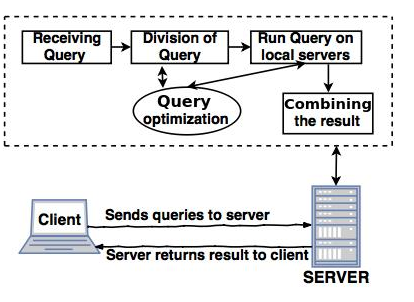 Receiving
Query
Division of
Query
Run Query on
local servers
Query
optimization
Combining
the result
Client
Sends queries to server
Server returns result to client
SERVER